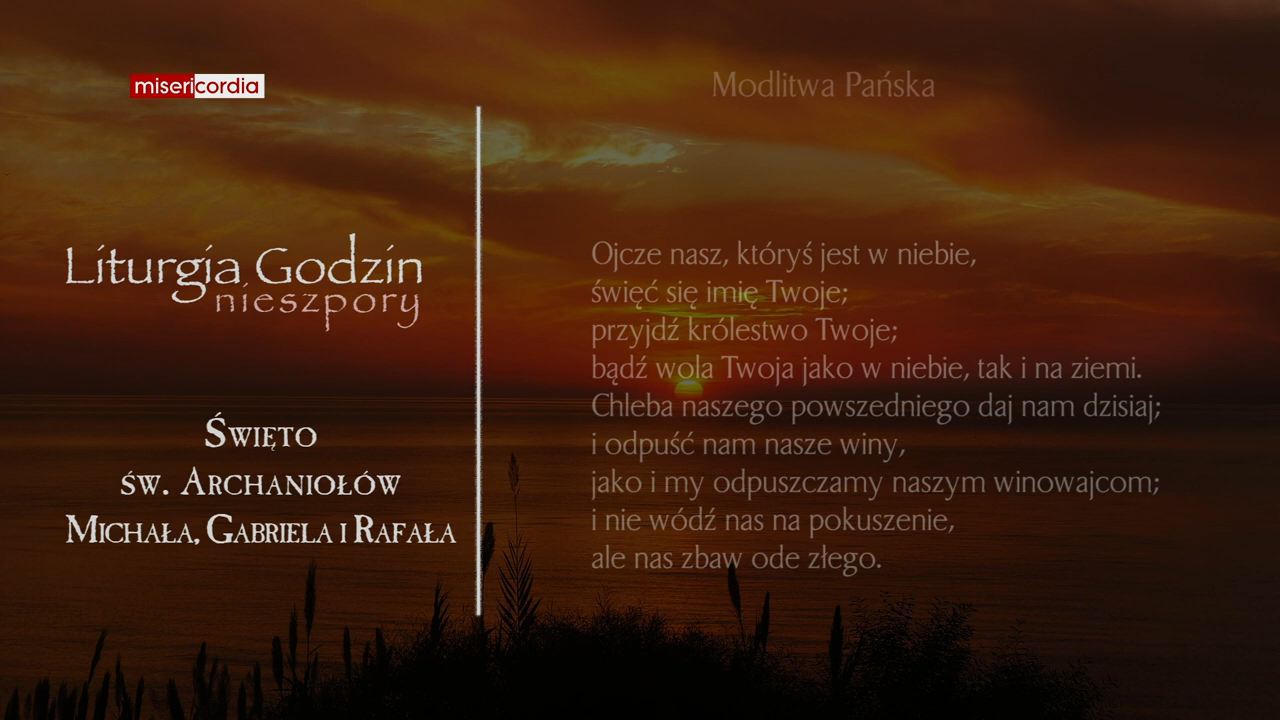 misericordia
Liturgia Godzin
nieszpory
Święto
św. Archaniołów
Michała, Gabriela i Rafała
Modlitwa Pańska
Ojcze nasz, któryś jest w niebie,
święć się imię Twoje;
przyjdź królestwo Twoje;
bądź wola Twoja jako w niebie, tak i na ziemi.
Chleba naszego powszedniego daj nam dzisiaj;
i odpuść nam nasze winy,
jako i my odpuszczamy naszym winowajcom;
i nie wódź nas na pokuszenie,
ale nas zbaw ode złego.